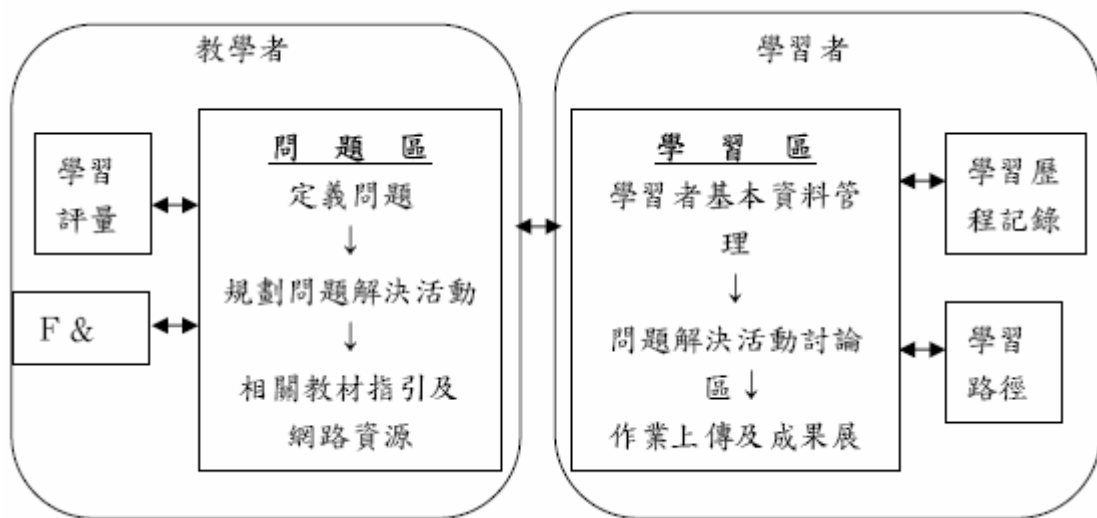 教學者
學習
評量
F &
問題區
定義問題
↓
規劃問題解決活動
↓
相關教材指引及
網路資源
學習者
學習區
學習者基本資料管
理
↓
問題解決活動討論
區↓
作業上傳及成果展
學習歷
程記錄
學習
路徑